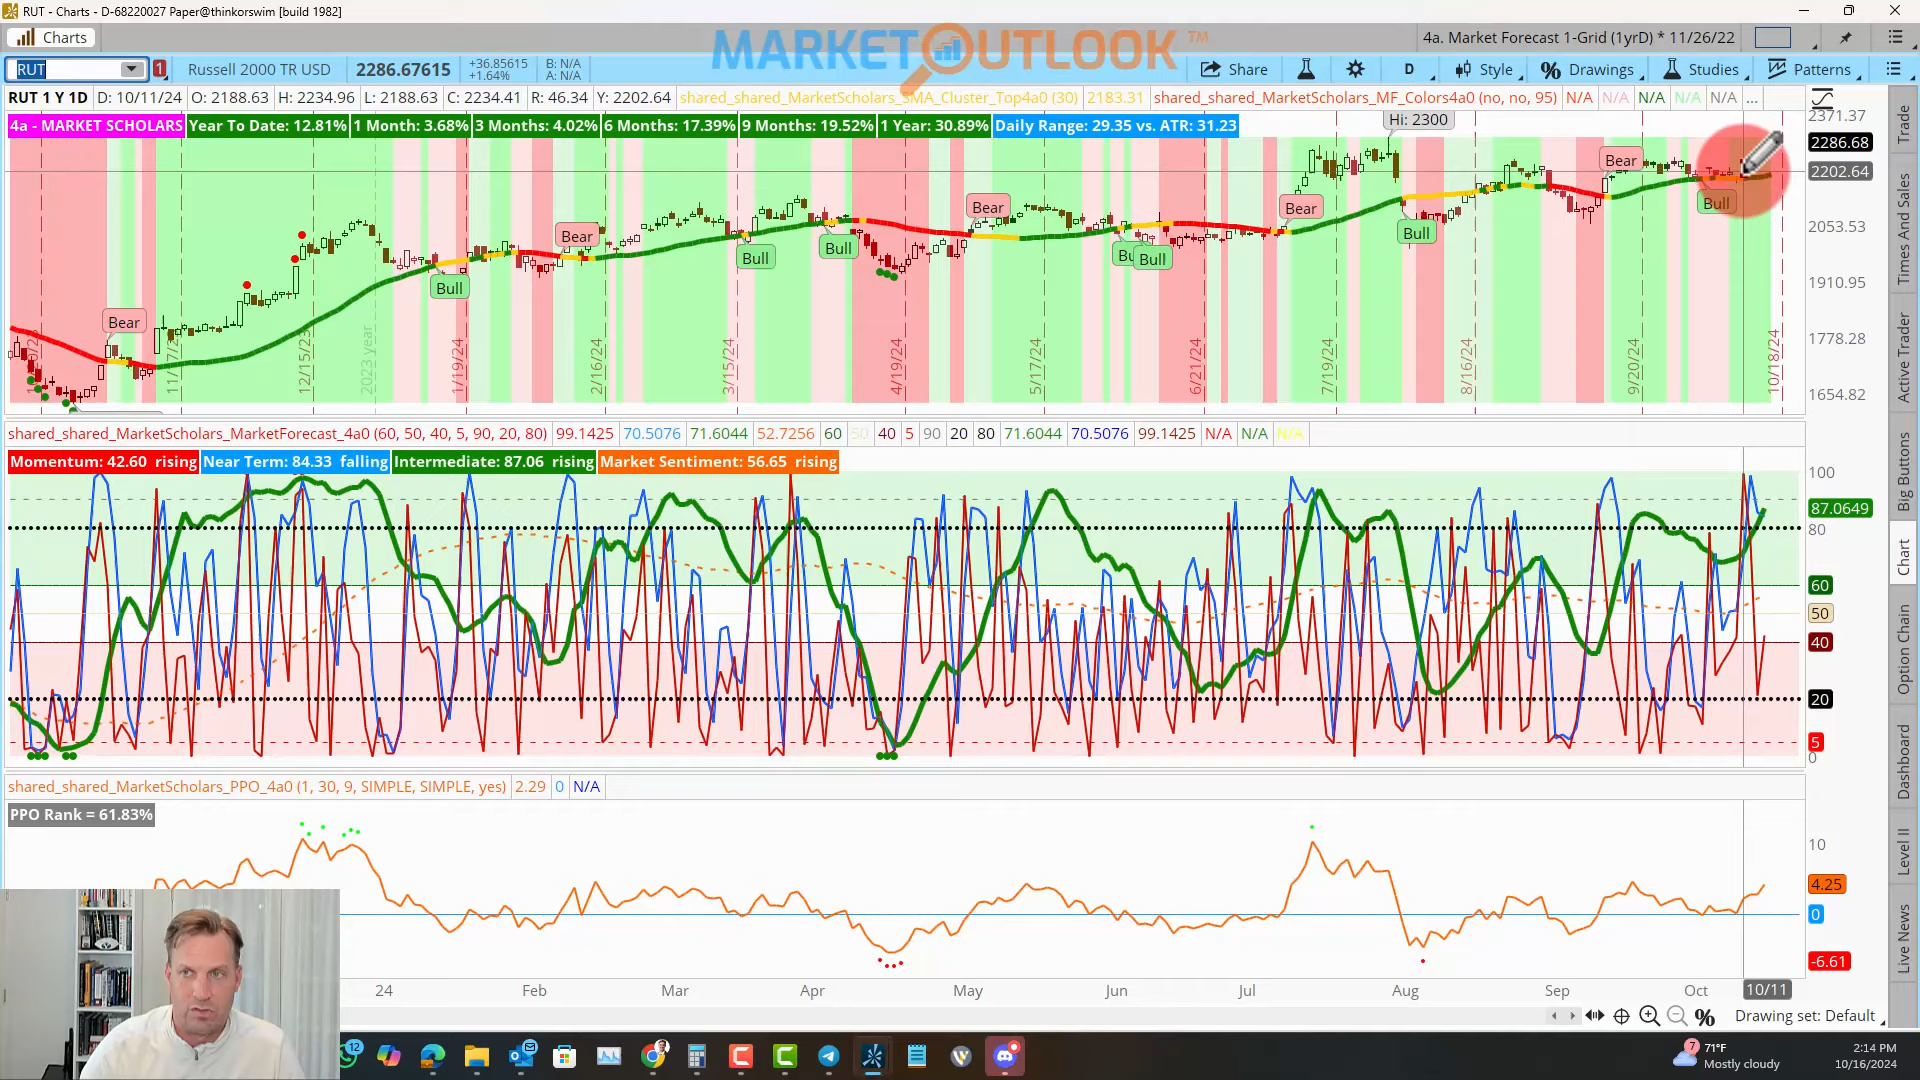 RUT - Charts - D-68220027 Paper@thinkorswim [build 1982]
Charts
MARKET OUTLOOK ™
4a. Market Forecast 1-Grid (1yrD) * 11/26/22
RUT 1 Russell 2000 TR USD 2286.67615 +36.85615 +1.64% B: N/A A: N/A
Share D Style Drawings Studies Patterns
RUT 1 Y 1D D: 10/11/24 O: 2188.63 H: 2234.96 L: 2188.63 C: 2234.41 R: 46.34 Y: 2202.64 shared_shared_MarketScholars_SMA_Cluster_Top4a0 (30) 2183.31 shared_shared_MarketScholars_MF_Colors4a0 (no, no, 95) N/A N/A N/A N/A N/A ...
4a - MARKET SCHOLARS Year To Date: 12.81% 1 Month: 3.68% 3 Months: 4.02% 6 Months: 17.39% 9 Months: 19.52% 1 Year: 30.89% Daily Range: 29.35 vs. ATR: 31.23
Hi: 2300
2371.37
2286.68
2202.64
2053.53
1910.95
1778.28
1654.82
Bear
Bull
Bear
Bull
Bull
Bear
Bull
Bear
Bull
Bear
Bull
12/15/23
2023 year
1/19/24
2/16/24
3/15/24
4/19/24
5/17/24
6/21/24
7/19/24
8/16/24
9/20/24
10/18/24
shared_shared_MarketScholars_MarketForecast_4a0 (60, 50, 40, 5, 90, 20, 80) 99.1425 70.5076 71.6044 52.7256 60 50 40 5 90 20 80 71.6044 70.5076 99.1425 N/A N/A N/A
Momentum: 42.60 rising Near Term: 84.33 falling Intermediate: 87.06 rising Market Sentiment: 56.65 rising
100
87.0649
80
60
50
40
20
5
0
shared_shared_MarketScholars_PPO_4a0 (1, 30, 9, SIMPLE, SIMPLE, yes) 2.29 0 N/A
PPO Rank = 61.83%
10
4.25
0
-6.61
24 Feb Mar Apr May Jun Jul Aug Sep Oct 10/11
Drawing set: Default
Trade
Times And Sales
Active Trader
Big Buttons
Chart
Option Chain
Dashboard
Level II
Live News
12
7
71°F
Mostly cloudy
2:14 PM
10/16/2024